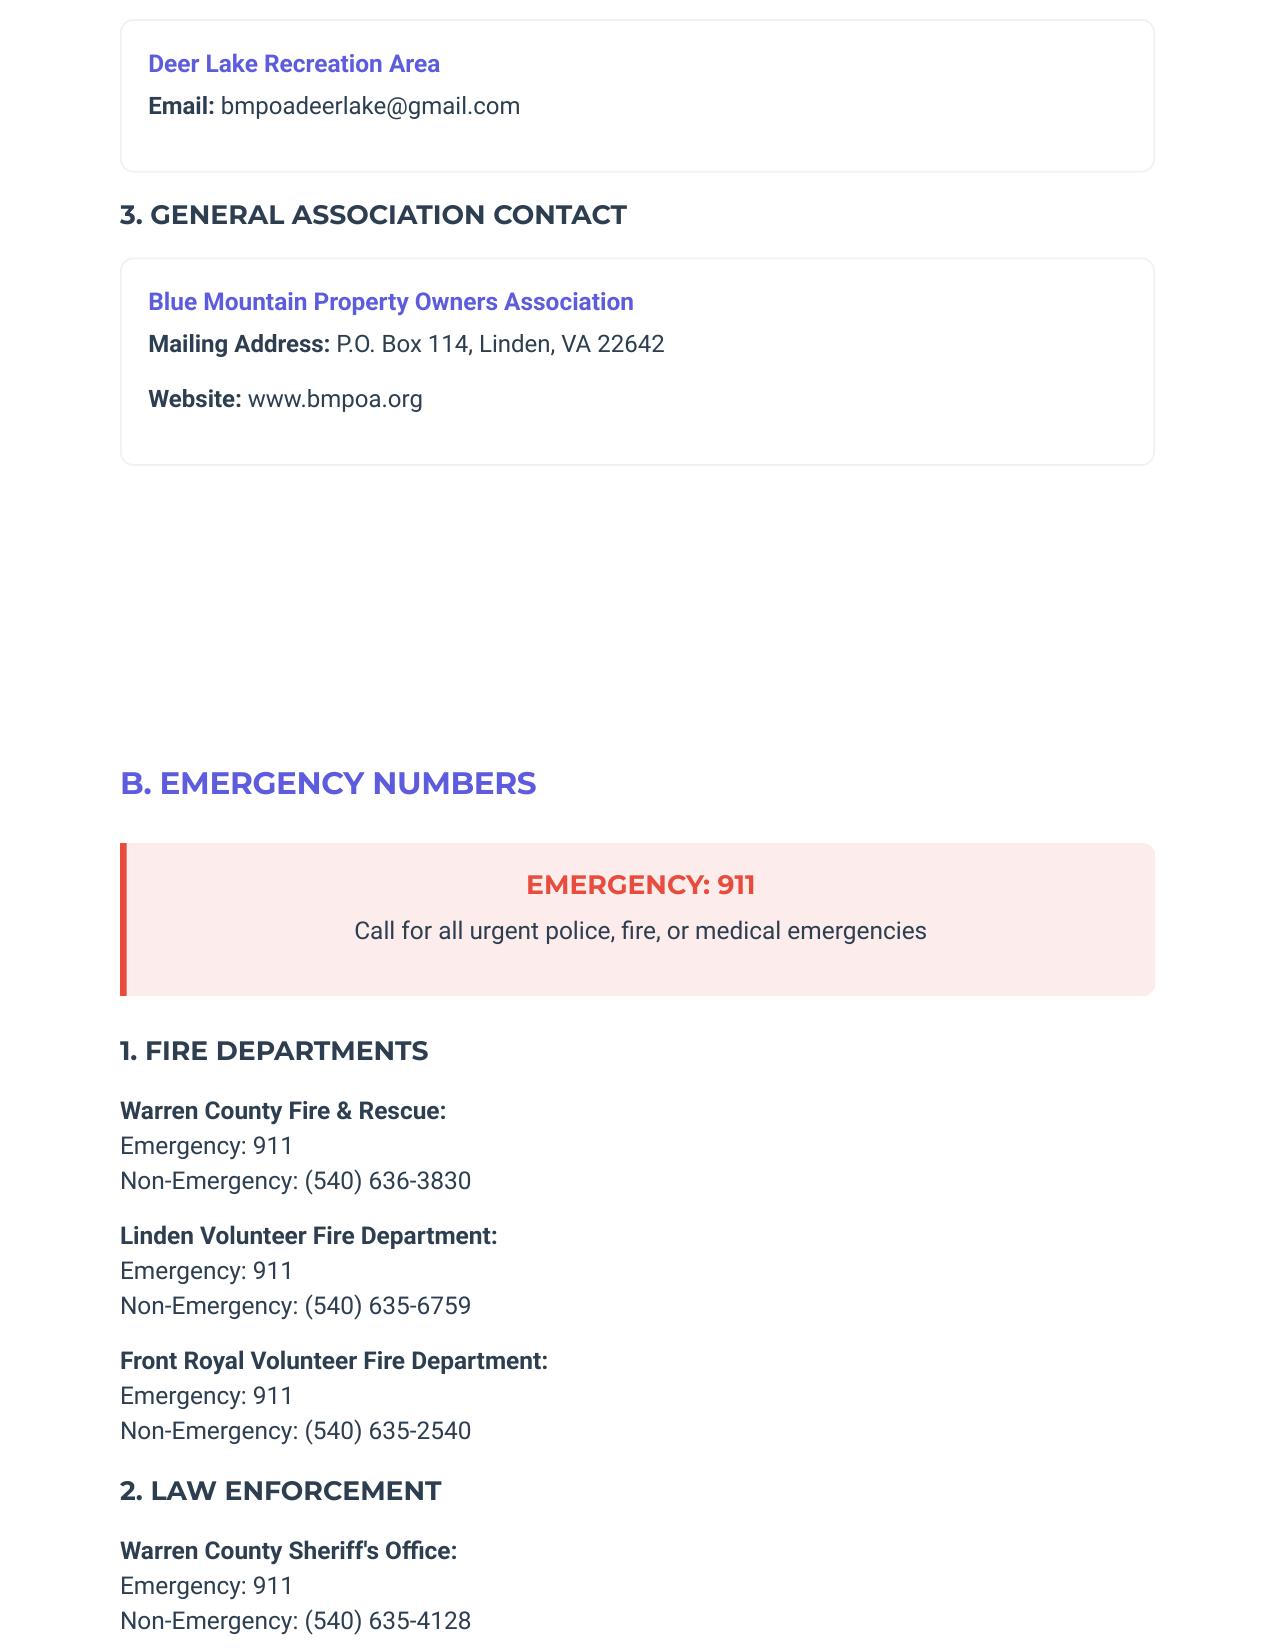 Deer Lake Recreation Area
Email: bmpoadeerlake@gmail.com
3. GENERAL ASSOCIATION CONTACT
Blue Mountain Property Owners Association
Mailing Address: P.O. Box 114, Linden, VA 22642
Website: www.bmpoa.org
B. EMERGENCY NUMBERS
EMERGENCY: 911
Call for all urgent police, fire, or medical emergencies
1. FIRE DEPARTMENTS
Warren County Fire & Rescue:
Emergency: 911
Non-Emergency: (540) 636-3830
Linden Volunteer Fire Department:
Emergency: 911
Non-Emergency: (540) 635-6759
Front Royal Volunteer Fire Department:
Emergency: 911
Non-Emergency: (540) 635-2540
2. LAW ENFORCEMENT
Warren County Sheriff's Office:
Emergency: 911
Non-Emergency: (540) 635-4128